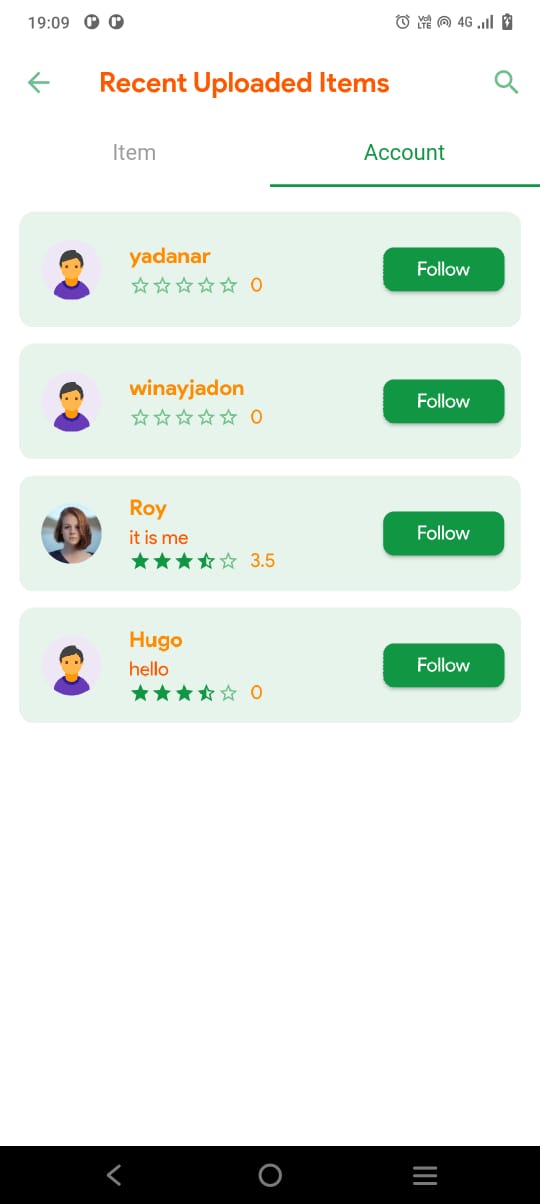 19:09
Vo) LTE 4G
Recent Uploaded Items
Item
Account
yadanar
0
Follow
winayjadon
0
Follow
Roy
it is me
3.5
Follow
Hugo
hello
0
Follow